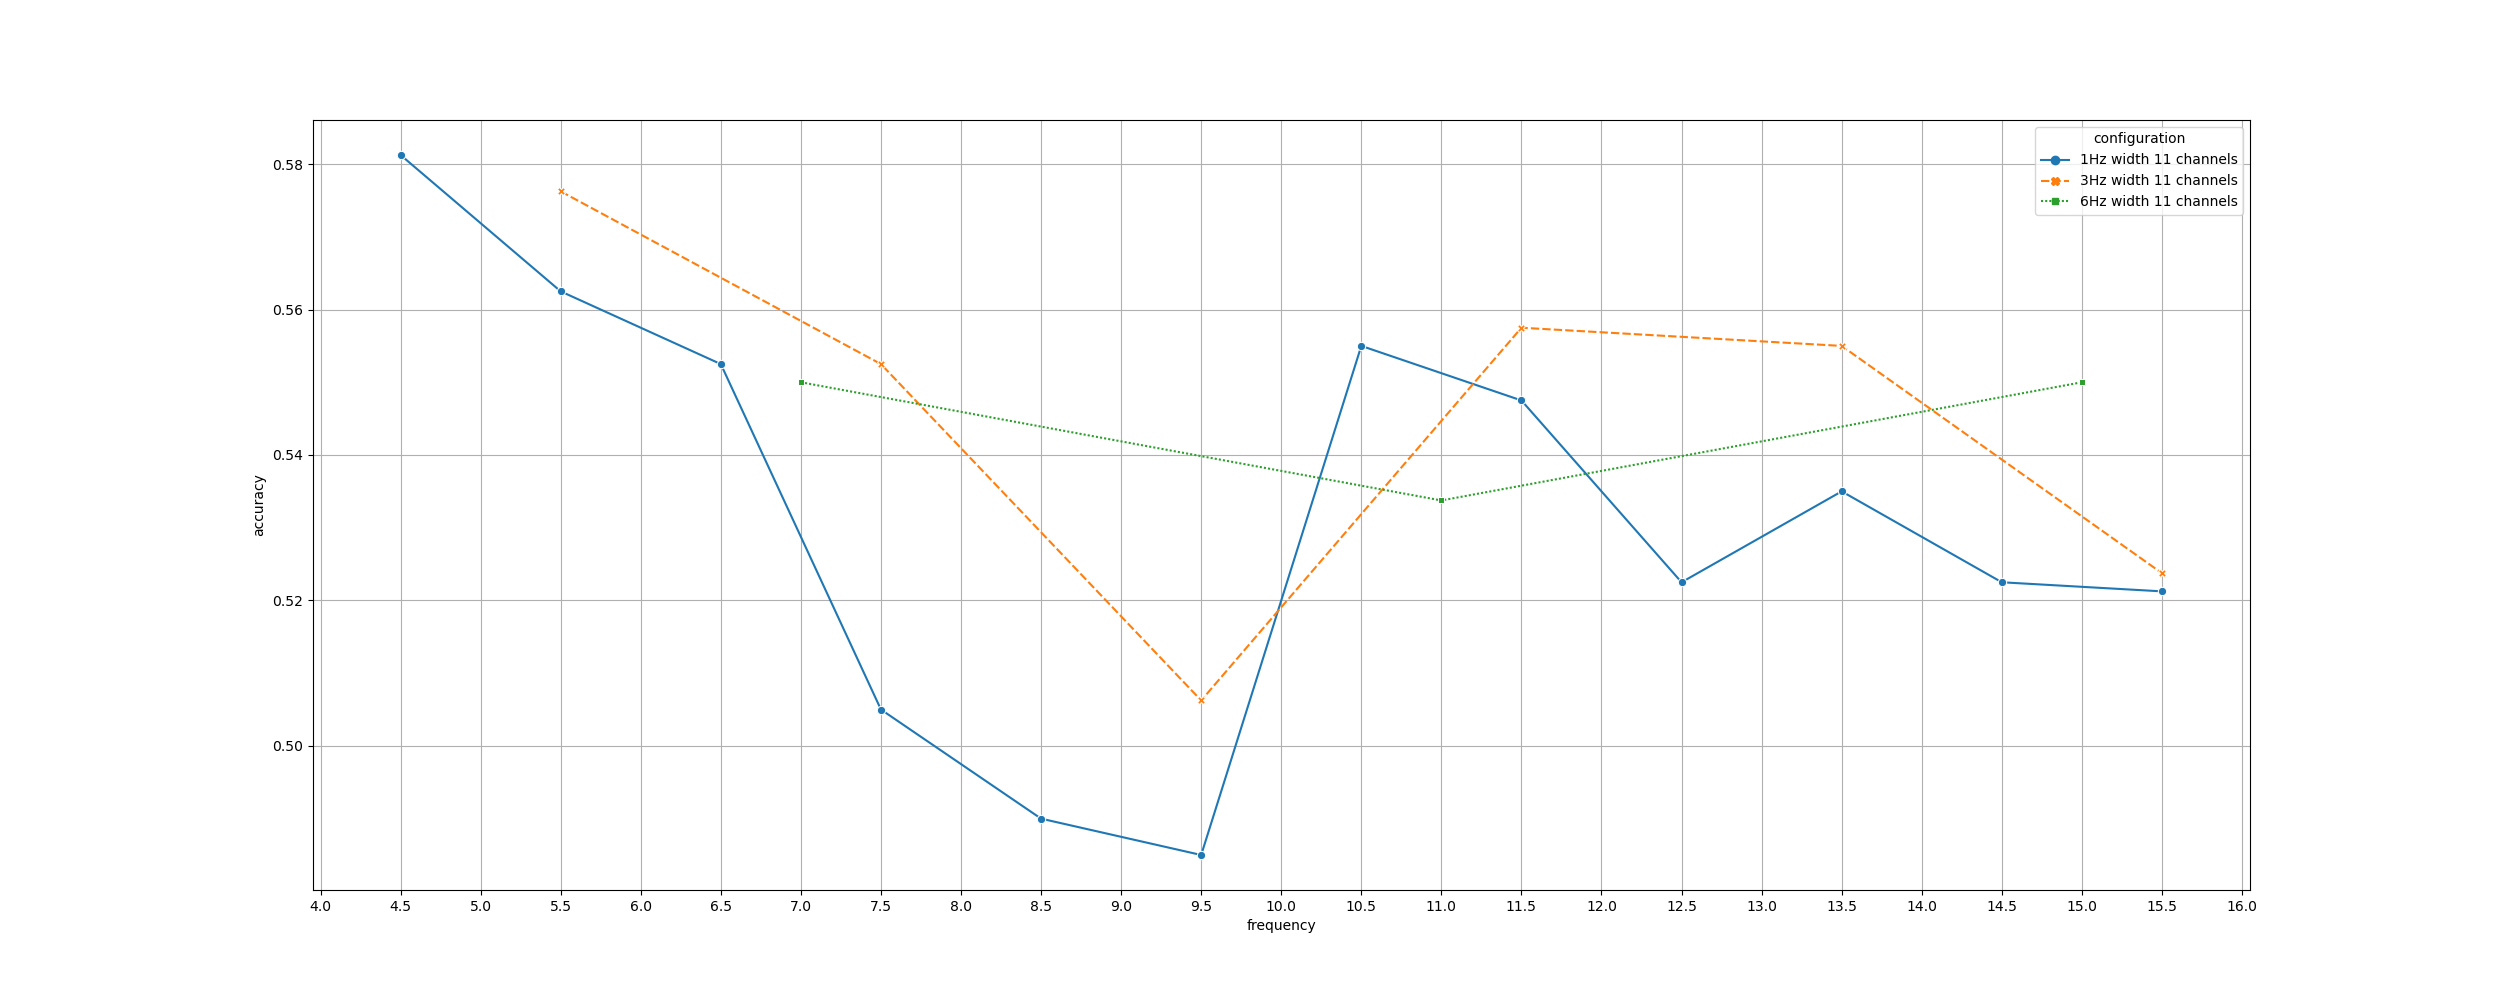 configuration
1Hz width 11 channels
3Hz width 11 channels
6Hz width 11 channels
0.58
0.56
0.54
0.52
0.50
accuracy
4.0 4.5 5.0 5.5 6.0 6.5 7.0 7.5 8.0 8.5 9.0 9.5 10.0 10.5 11.0 11.5 12.0 12.5 13.0 13.5 14.0 14.5 15.0 15.5 16.0
frequency